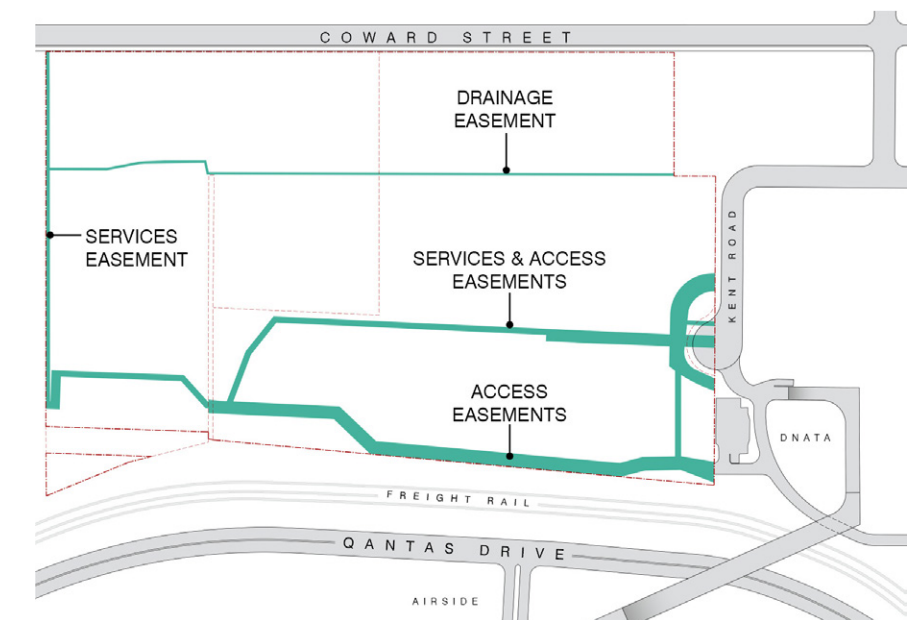 COWARD STREET
DRAINAGE
EASEMENT
SERVICES
EASEMENT
SERVICES & ACCESS
EASEMENTS
KENT ROAD
ACCESS
EASEMENTS
DNATA
FREIGHT RAIL
QANTAS DRIVE
AIRSIDE